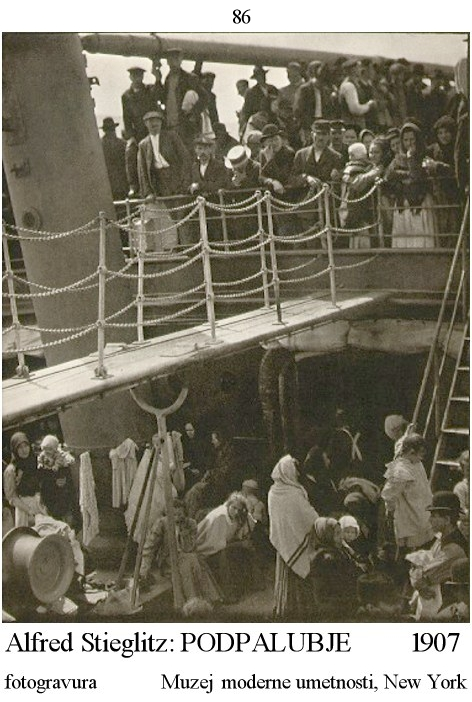 86
Alfred Stieglitz: PODPALUBJE 1907
fotogravura Muzej moderne umetnosti, New York